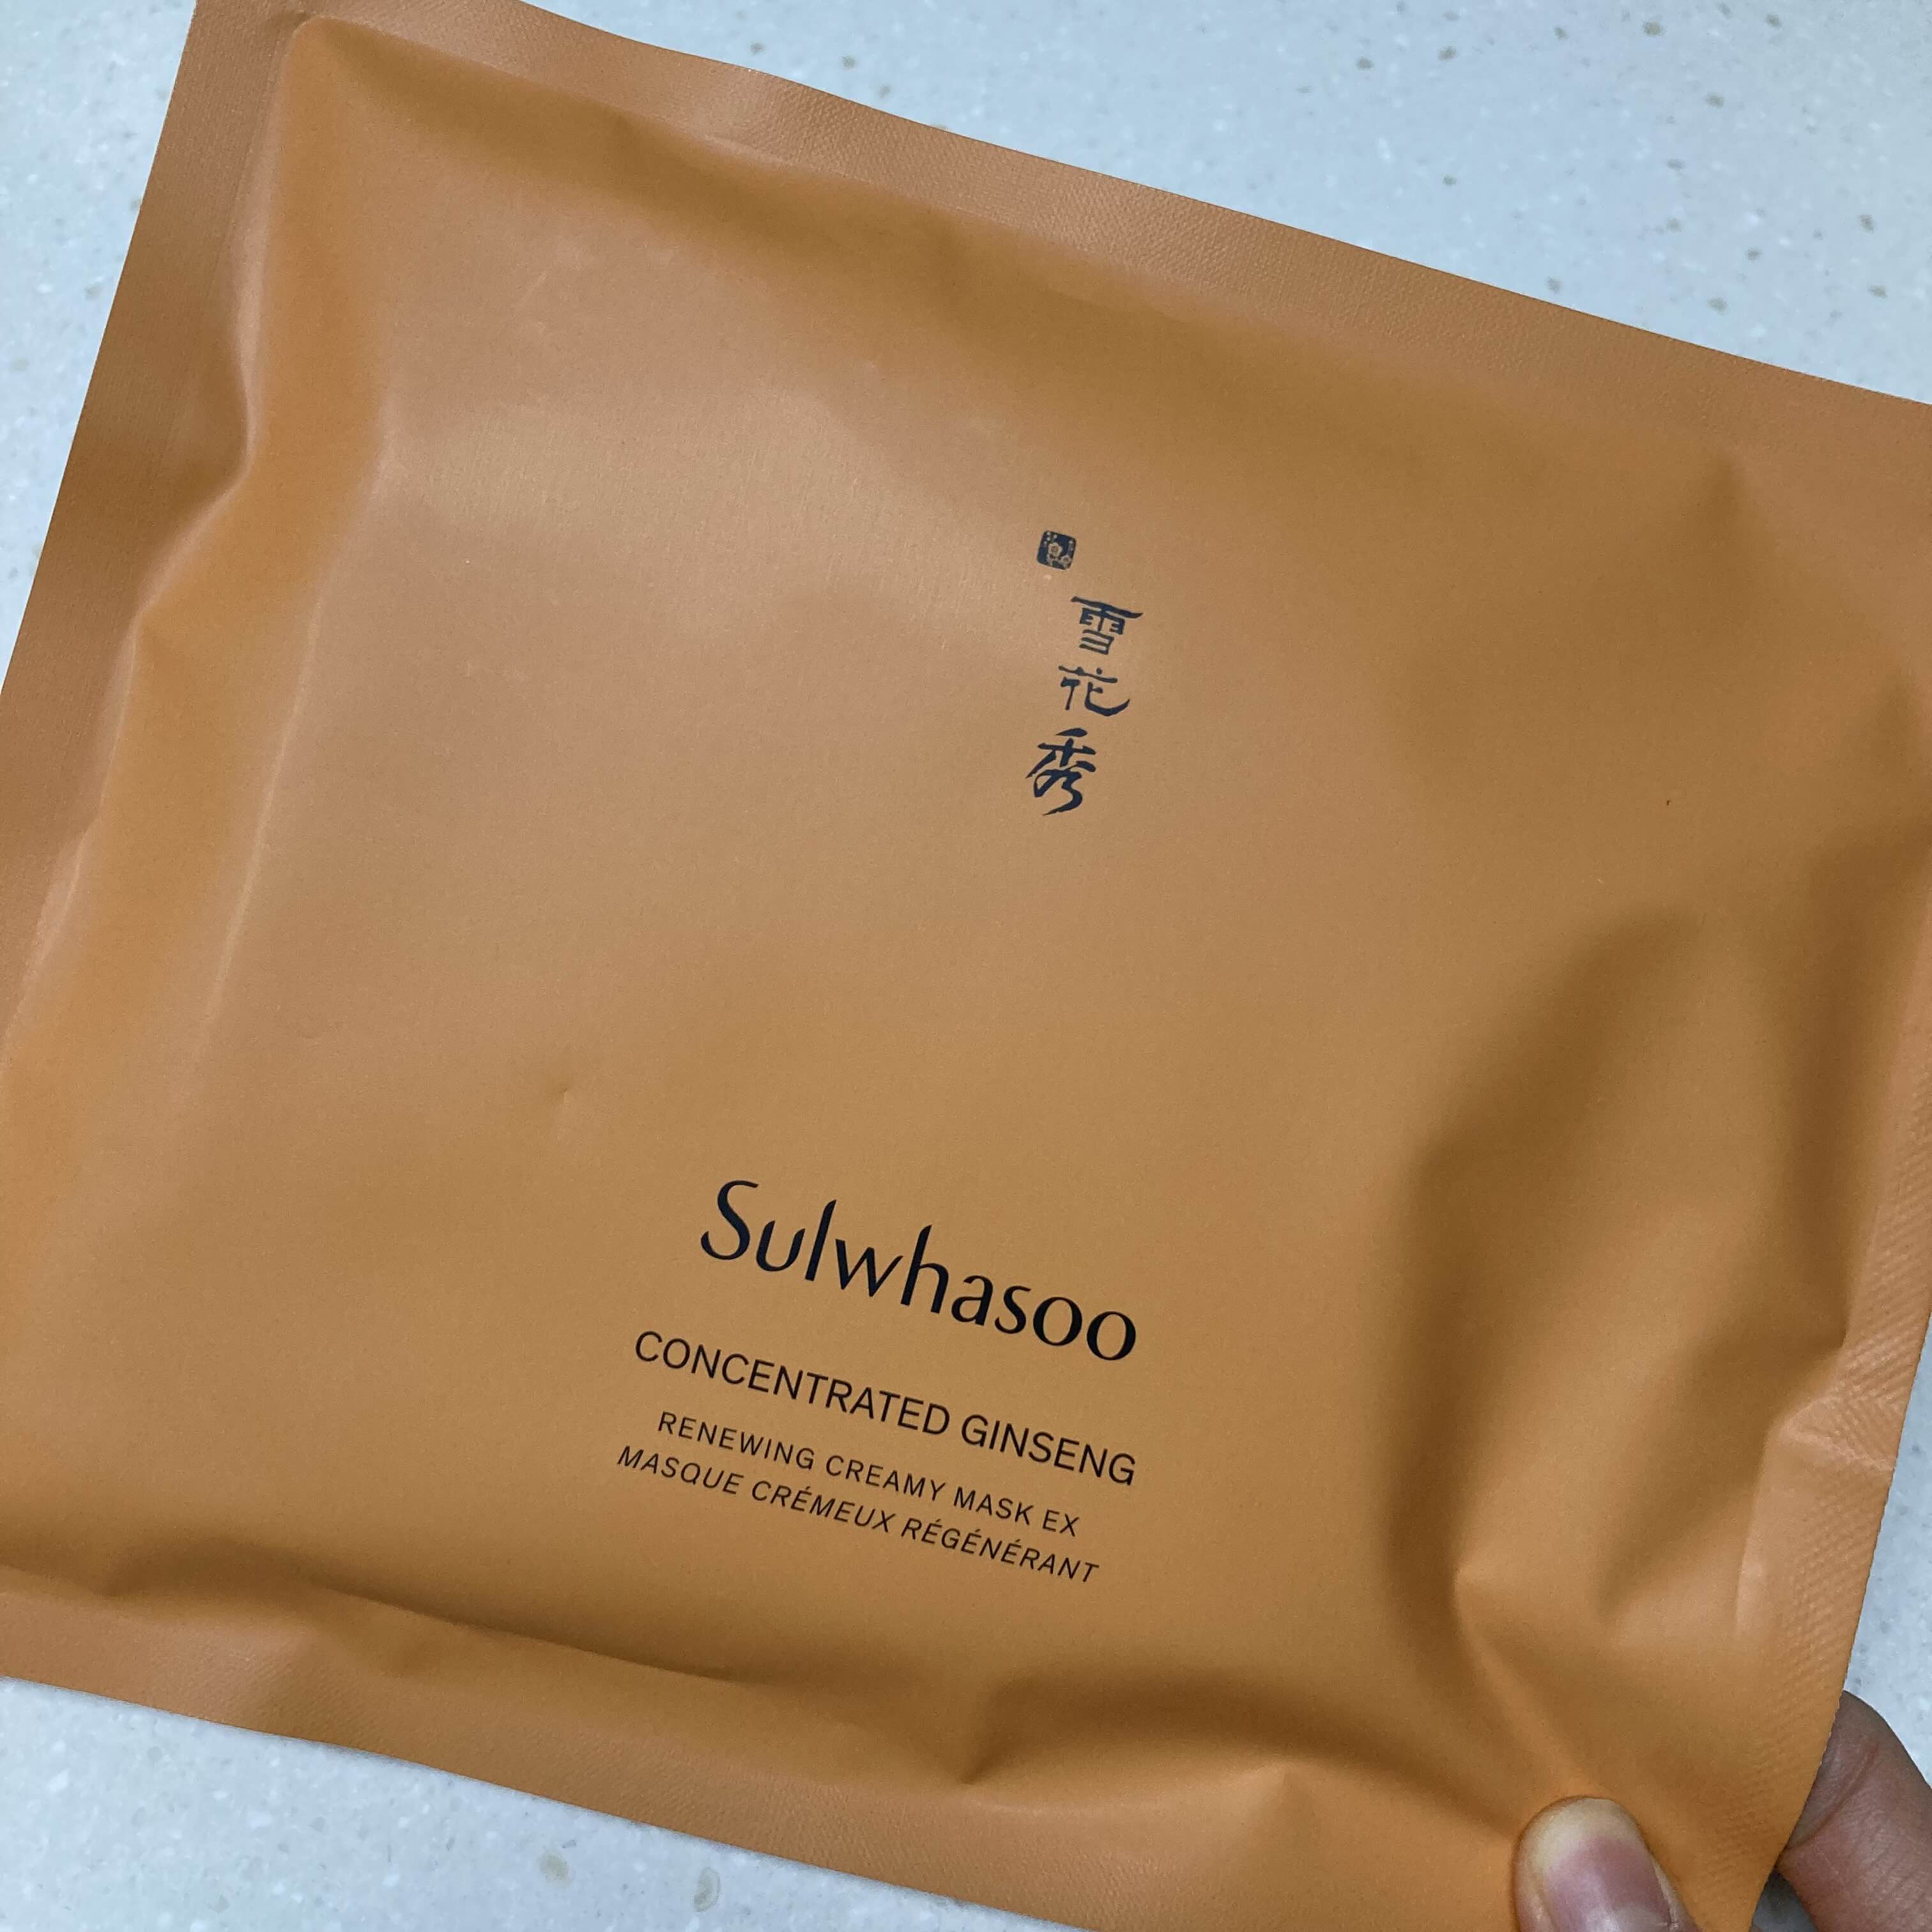 雪花秀
Sulwhasoo
CONCENTRATED GINSENG
RENEWING CREAMY MASK EX
MASQUE CRÉMEUX RÉGÉNÉRANT